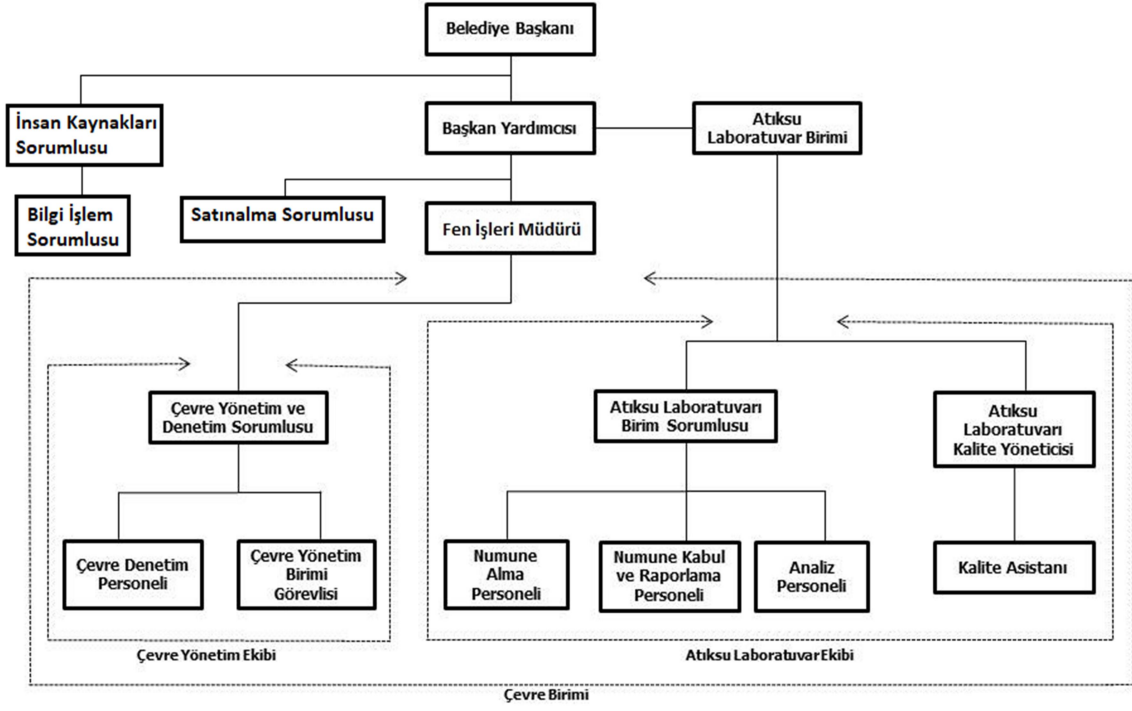 Belediye Başkanı
İnsan Kaynakları
Sorumlusu
Başkan Yardımcısı
Atıksu
Laboratuvar Birimi
Bilgi İşlem
Sorumlusu
Satınalma Sorumlusu
Fen İşleri Müdürü
Çevre Yönetim ve
Denetim Sorumlusu
Atıksu Laboratuvarı
Birim Sorumlusu
Atıksu
Laboratuvarı
Kalite Yöneticisi
Çevre Denetim
Personeli
Çevre Yönetim
Birimi
Görevlisi
Numune
Alma
Personeli
Numune Kabul
ve Raporlama
Personeli
Analiz
Personeli
Kalite Asistanı
Çevre Yönetim Ekibi
Atıksu Laboratuvar Ekibi
Çevre Birimi